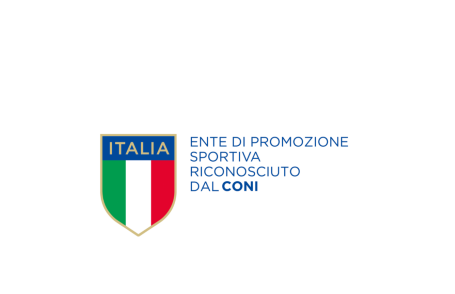 ITALIA
ENTE DI PROMOZIONE
SPORTIVA
RICONOSCIUTO
DAL CONI